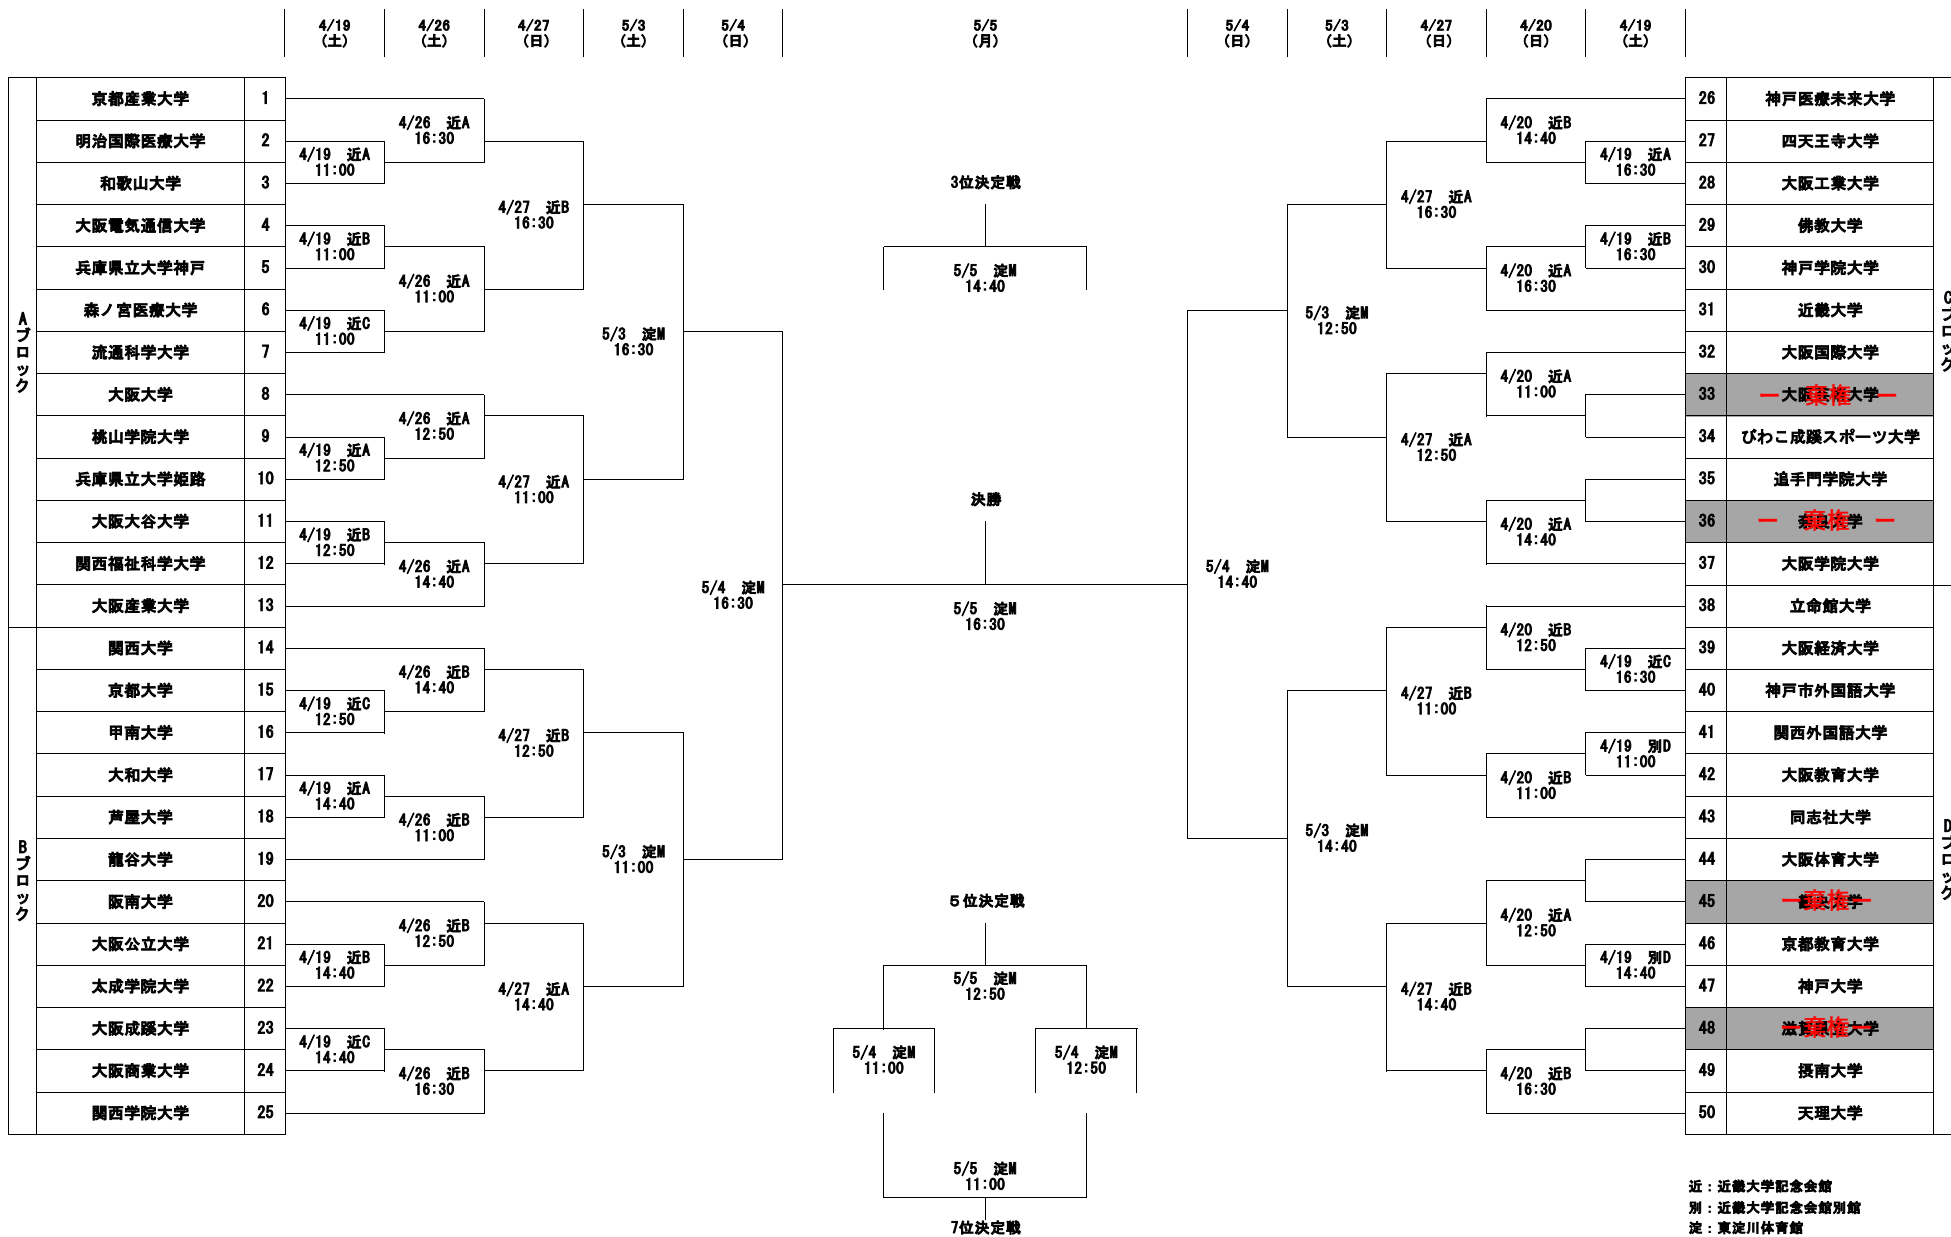 4/19 4/26 4/27 5/3 5/4 5/5 5/4 5/3 4/27 4/20 4/19
(土) (土) (日) (土) (日) (月) (日) (土) (日) (日) (土)
Aブロック
京都産業大学 1
明治国際医療大学 2
和歌山大学 3
大阪電気通信大学 4
兵庫県立大学神戸 5
森ノ宮医療大学 6
流通科学大学 7
大阪大学 8
桃山学院大学 9
兵庫県立大学姫路 10
大阪大谷大学 11
関西福祉科学大学 12
大阪産業大学 13
Bブロック
関西大学 14
京都大学 15
甲南大学 16
大和大学 17
芦屋大学 18
龍谷大学 19
阪南大学 20
大阪公立大学 21
太成学院大学 22
大阪成蹊大学 23
大阪商業大学 24
関西学院大学 25
4/19 近A
11:00
4/19 近B
11:00
4/19 近C
11:00
4/19 近A
12:50
4/19 近B
12:50
4/19 近C
12:50
4/19 近A
14:40
4/19 近B
14:40
4/19 近C
14:40
4/26 近A
16:30
4/26 近A
11:00
4/26 近A
12:50
4/26 近A
14:40
4/26 近B
14:40
4/26 近B
11:00
4/26 近B
12:50
4/26 近B
16:30
4/27 近B
16:30
4/27 近A
11:00
4/27 近B
12:50
4/27 近A
14:40
5/3 淀M
16:30
5/3 淀M
11:00
5/4 淀M
16:30
3位決定戦
5/5 淀M
14:40
決勝
5/5 淀M
16:30
5位決定戦
5/5 淀M
12:50
5/4 淀M
11:00
5/4 淀M
12:50
5/5 淀M
11:00
7位決定戦
5/4 淀M
14:40
5/3 淀M
12:50
5/3 淀M
14:40
4/27 近A
16:30
4/27 近A
12:50
4/27 近B
11:00
4/27 近B
14:40
4/20 近B
14:40
4/20 近A
16:30
4/20 近A
11:00
4/20 近A
14:40
4/20 近B
12:50
4/20 近B
11:00
4/20 近A
12:50
4/20 近B
16:30
4/19 近A
16:30
4/19 近B
16:30
4/19 近C
16:30
4/19 別D
11:00
4/19 別D
14:40
Cブロック
26 神戸医療未来大学
27 四天王寺大学
28 大阪工業大学
29 佛教大学
30 神戸学院大学
31 近畿大学
32 大阪国際大学
33 棄権
34 びわこ成蹊スポーツ大学
35 追手門学院大学
36 棄権
37 大阪学院大学
Dブロック
38 立命館大学
39 大阪経済大学
40 神戸市外国語大学
41 関西外国語大学
42 大阪教育大学
43 同志社大学
44 大阪体育大学
45 棄権
46 京都教育大学
47 神戸大学
48 棄権
49 摂南大学
50 天理大学
近：近畿大学記念会館
別：近畿大学記念会館別館
淀：東淀川体育館